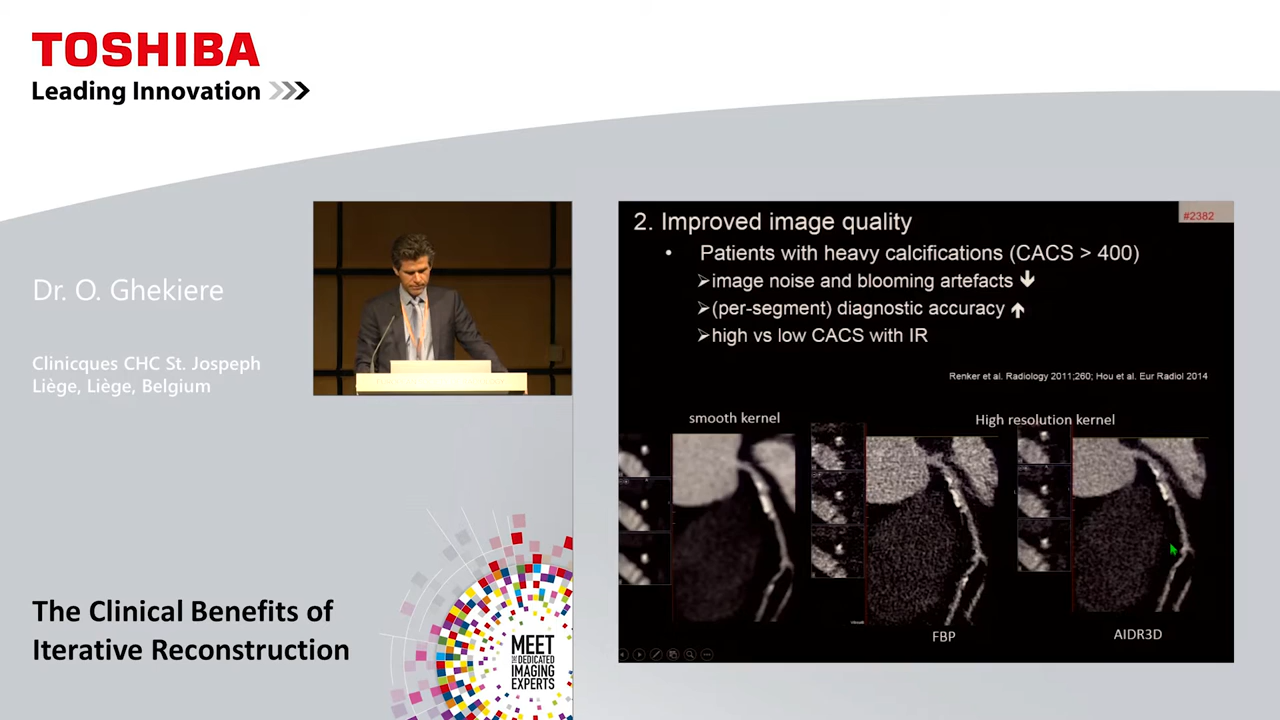 TOSHIBA
Leading Innovation
Dr. O. Ghekiere
Clinicques CHC St. Jospeph
Liège, Liège, Belgium
The Clinical Benefits of
Iterative Reconstruction
MEET
THE DEDICATED
IMAGING
EXPERTS
2. Improved image quality
#2382
• Patients with heavy calcifications (CACS > 400)
➢image noise and blooming artefacts 🡇
➢(per-segment) diagnostic accuracy 🡅
➢high vs low CACS with IR
Renker et al. Radiology 2011;260; Hou et al. Eur Radiol 2014
smooth kernel
High resolution kernel
FBP
AIDR3D